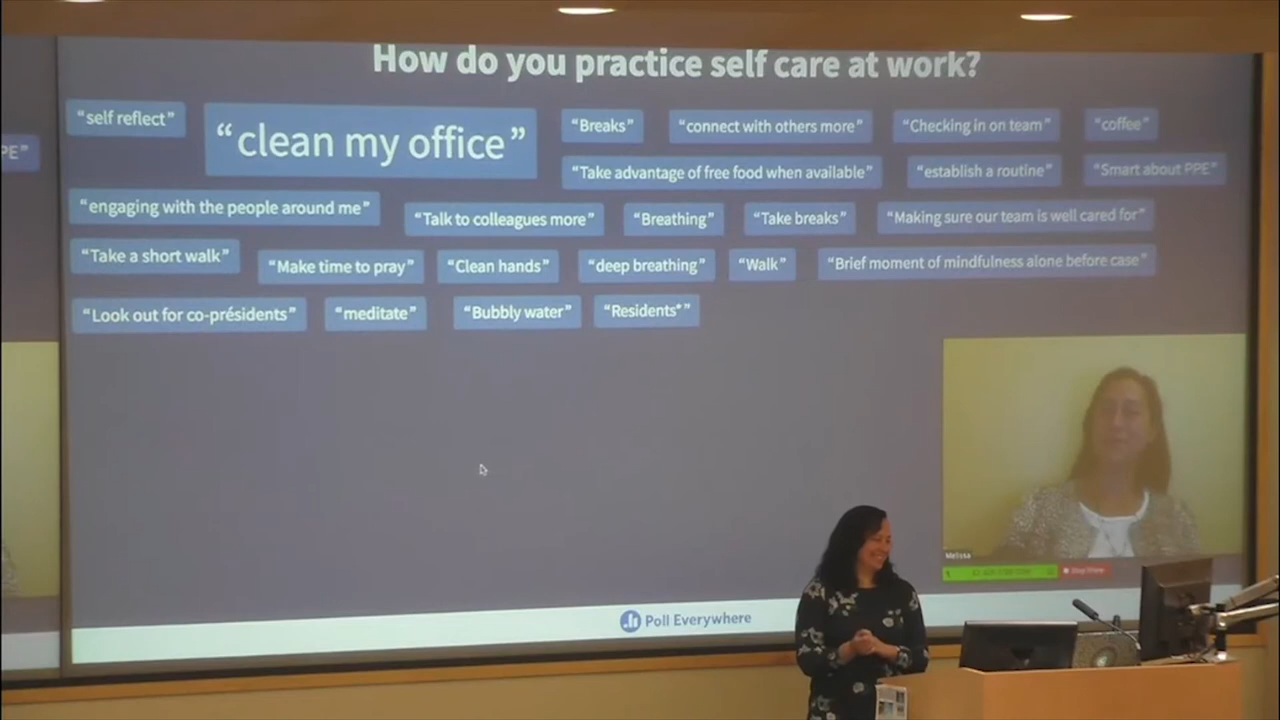 How do you practice self care at work?
“self reflect”
“clean my office”
“Breaks”
“connect with others more”
“Checking in on team”
“coffee”
PE”
“Take advantage of free food when available”
“establish a routine”
“Smart about PPE”
“engaging with the people around me”
“Talk to colleagues more”
“Breathing”
“Take breaks”
“Making sure our team is well cared for”
“Take a short walk”
“Make time to pray”
“Clean hands”
“deep breathing”
“Walk”
“Brief moment of mindfulness alone before case”
“Look out for co-présidents”
“meditate”
“Bubbly water”
“Residents*”
Melissa
Stop Share
Poll Everywhere